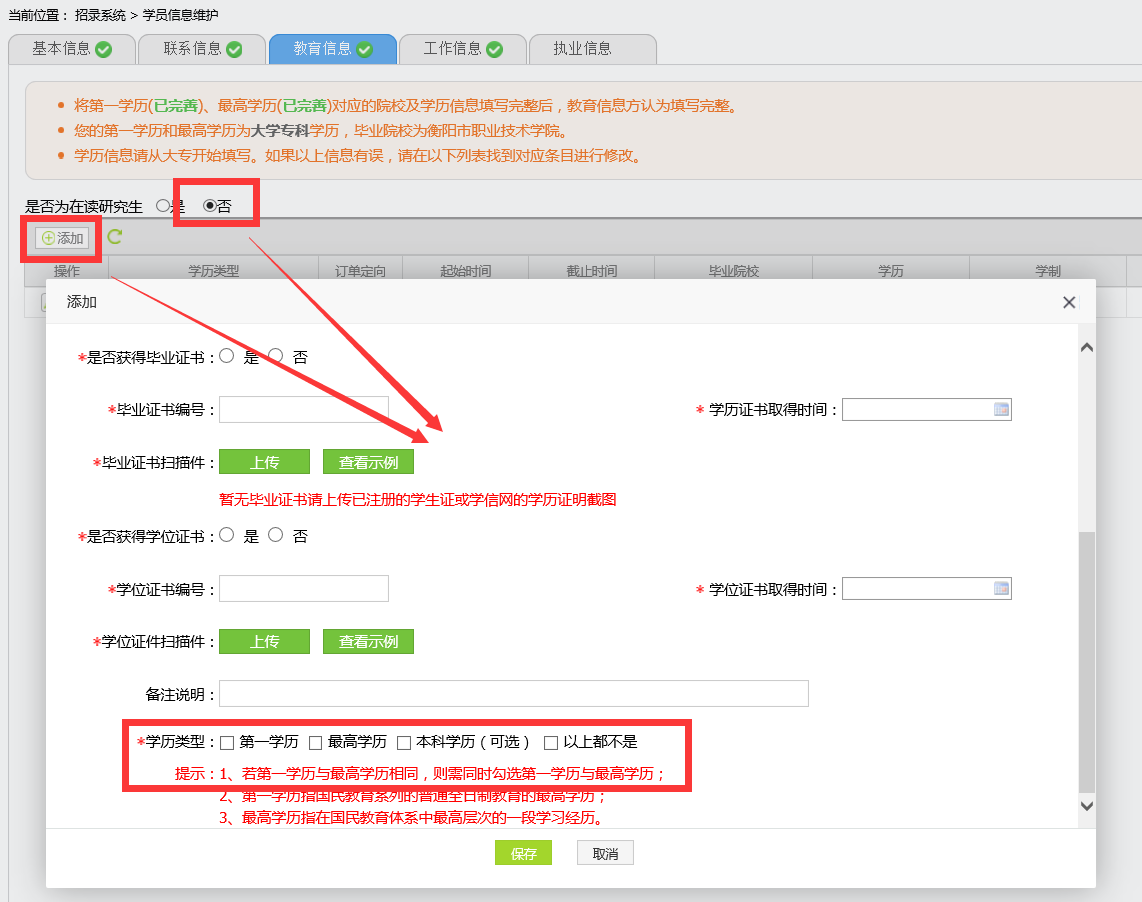 当前位置： 招录系统 > 学员信息维护
基本信息 联系信息 教育信息 工作信息 执业信息
将第一学历(已完善)、最高学历(已完善)对应的院校及学历信息填写完整后，教育信息方认为填写完整。
您的第一学历和最高学历为大学专科学历，毕业院校为衡阳市职业技术学院。
学历信息请从大专开始填写。如果以上信息有误，请在以下列表找到对应条目进行修改。
是否为在读研究生 是 否
添加
操作 学历类型 订单定向 起始时间 截止时间 毕业院校 学历 学制
添加
*是否获得毕业证书： 是 否
*毕业证书编号： * 学历证书取得时间：
*毕业证书扫描件： 上传 查看示例
暂无毕业证书请上传已注册的学生证或学信网的学历证明截图
*是否获得学位证书： 是 否
*学位证书编号： * 学位证书取得时间：
*学位证件扫描件： 上传 查看示例
备注说明：
*学历类型： 第一学历 最高学历 本科学历（可选） 以上都不是
提示：1、若第一学历与最高学历相同，则需同时勾选第一学历与最高学历；
2、第一学历指国民教育系列的普通全日制教育的最高学历；
3、最高学历指在国民教育体系中最高层次的一段学习经历。
保存 取消